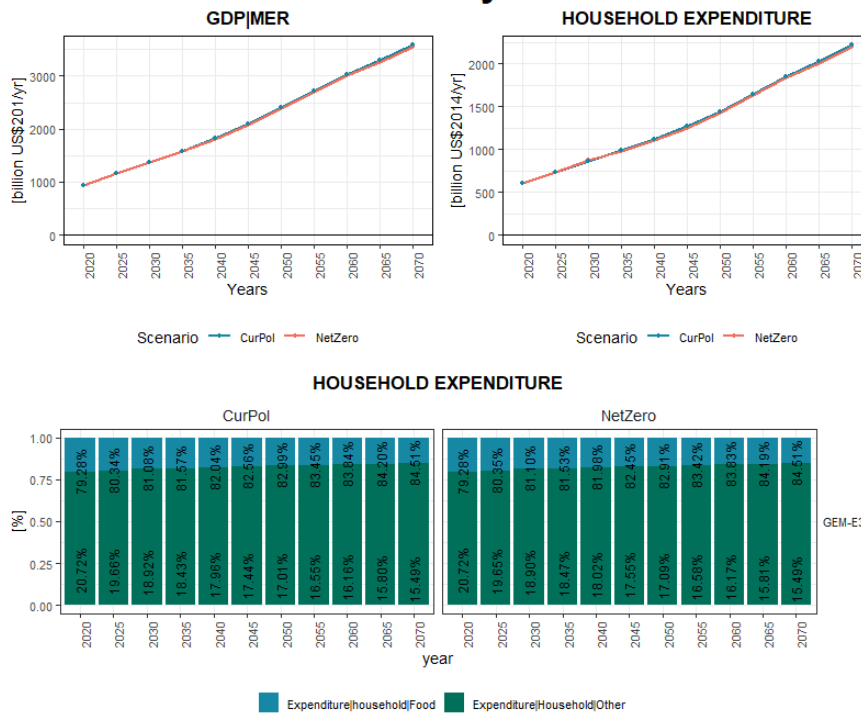 GDP|MER
[billion US$201/yr]
3000
2000
1000
0
2020 2025 2030 2035 2040 2045 2050 2055 2060 2065 2070
Years
Scenario CurPol NetZero
HOUSEHOLD EXPENDITURE
[billion US$2014/yr]
2000
1500
1000
500
0
2020 2025 2030 2035 2040 2045 2050 2055 2060 2065 2070
Years
Scenario CurPol NetZero
HOUSEHOLD EXPENDITURE
CurPol
NetZero
[%]
1.00
0.75
0.50
0.25
0.00
79.28% 80.34% 81.08% 81.57% 82.04% 82.56% 82.99% 83.45% 83.84% 84.20% 84.51%
20.72% 19.66% 18.92% 18.43% 17.96% 17.44% 17.01% 16.55% 16.16% 15.80% 15.49%
2020 2025 2030 2035 2040 2045 2050 2055 2060 2065 2070
79.28% 80.35% 81.10% 81.53% 81.98% 82.45% 82.91% 83.42% 83.83% 84.19% 84.51%
20.72% 19.65% 18.90% 18.47% 18.02% 17.55% 17.09% 16.58% 16.17% 15.81% 15.49%
2020 2025 2030 2035 2040 2045 2050 2055 2060 2065 2070
GEM-E3
year
Expenditure|household|Food Expenditure|Household|Other